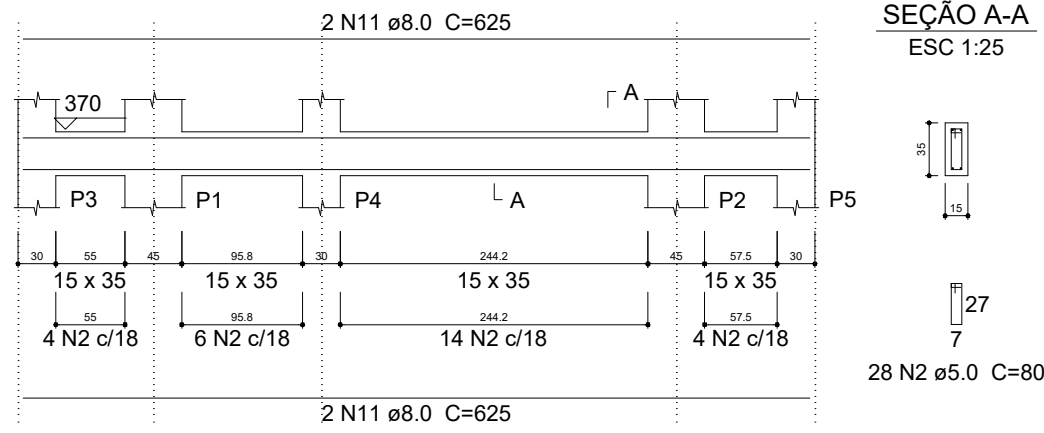 2 N11 ø8.0 C=625
SEÇÃO A-A
ESC 1:25
370
A
35
15
P3 P1 P4 A P2 P5
30 55 45 95.8 30 244.2 45 57.5 30
15 x 35 15 x 35 15 x 35 15 x 35
55 95.8 244.2 57.5
4 N2 c/18 6 N2 c/18 14 N2 c/18 4 N2 c/18
27
7
28 N2 ø5.0 C=80
2 N11 ø8.0 C=625